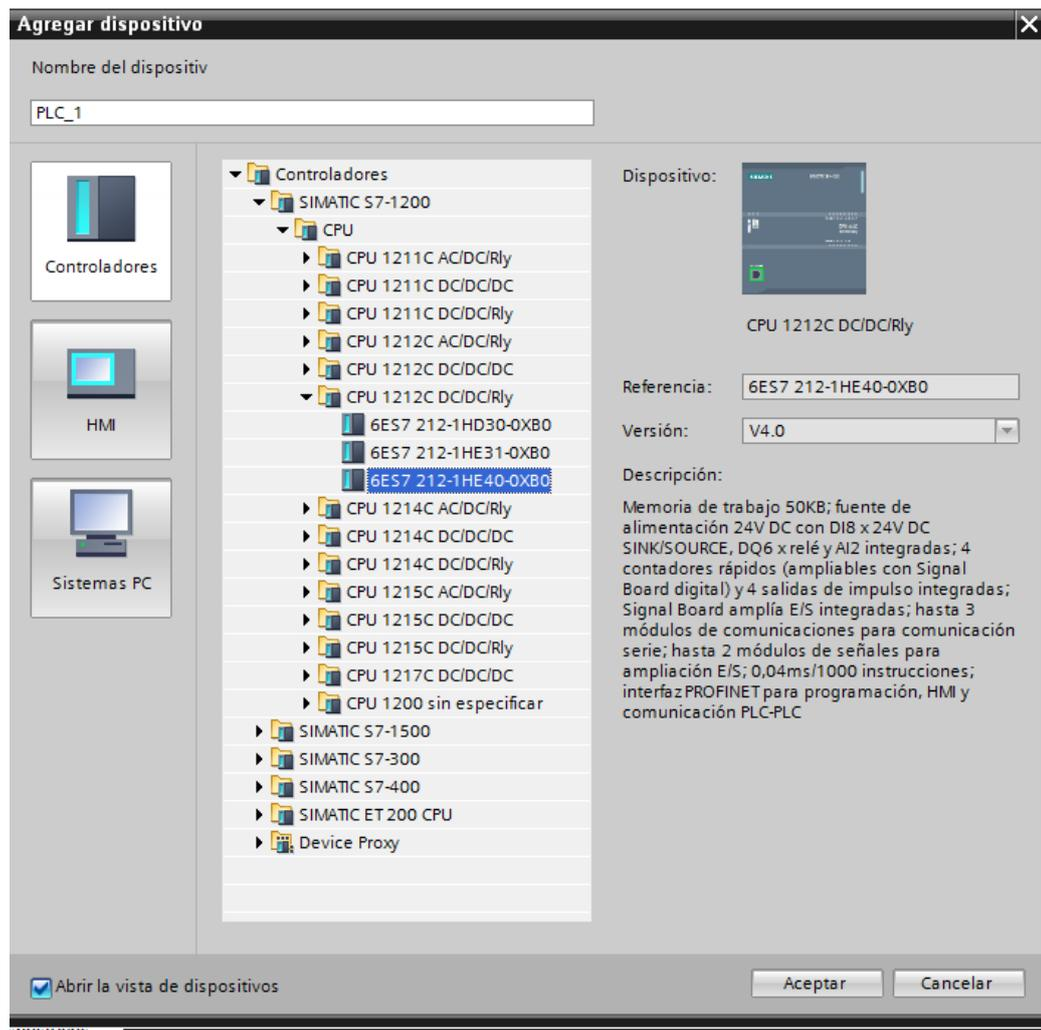 Agregar dispositivo
Nombre del dispositiv
PLC_1
Controladores
HMI
Sistemas PC
Controladores
SIMATIC S7-1200
CPU
CPU 1211C AC/DC/Rly
CPU 1211C DC/DC/DC
CPU 1211C DC/DC/Rly
CPU 1212C AC/DC/Rly
CPU 1212C DC/DC/DC
CPU 1212C DC/DC/Rly
6ES7 212-1HD30-0XB0
6ES7 212-1HE31-0XB0
6ES7 212-1HE40-0XB0
CPU 1214C AC/DC/Rly
CPU 1214C DC/DC/DC
CPU 1214C DC/DC/Rly
CPU 1215C AC/DC/Rly
CPU 1215C DC/DC/DC
CPU 1215C DC/DC/Rly
CPU 1217C DC/DC/DC
CPU 1200 sin especificar
SIMATIC S7-1500
SIMATIC S7-300
SIMATIC S7-400
SIMATIC ET 200 CPU
Device Proxy
Dispositivo:
SIEMENS
CPU 1212C DC/DC/Rly
Referencia: 6ES7 212-1HE40-0XB0
Versión: V4.0
Descripción:
Memoria de trabajo 50KB; fuente de
alimentación 24V DC con DI8 x 24V DC
SINK/SOURCE, DQ6 x relé y AI2 integradas; 4
contadores rápidos (ampliables con Signal
Board digital) y 4 salidas de impulso integradas;
Signal Board amplía E/S integradas; hasta 3
módulos de comunicaciones para comunicación
serie; hasta 2 módulos de señales para
ampliación E/S; 0,04ms/1000 instrucciones;
interfaz PROFINET para programación, HMI y
comunicación PLC-PLC
Abrir la vista de dispositivos
Aceptar
Cancelar